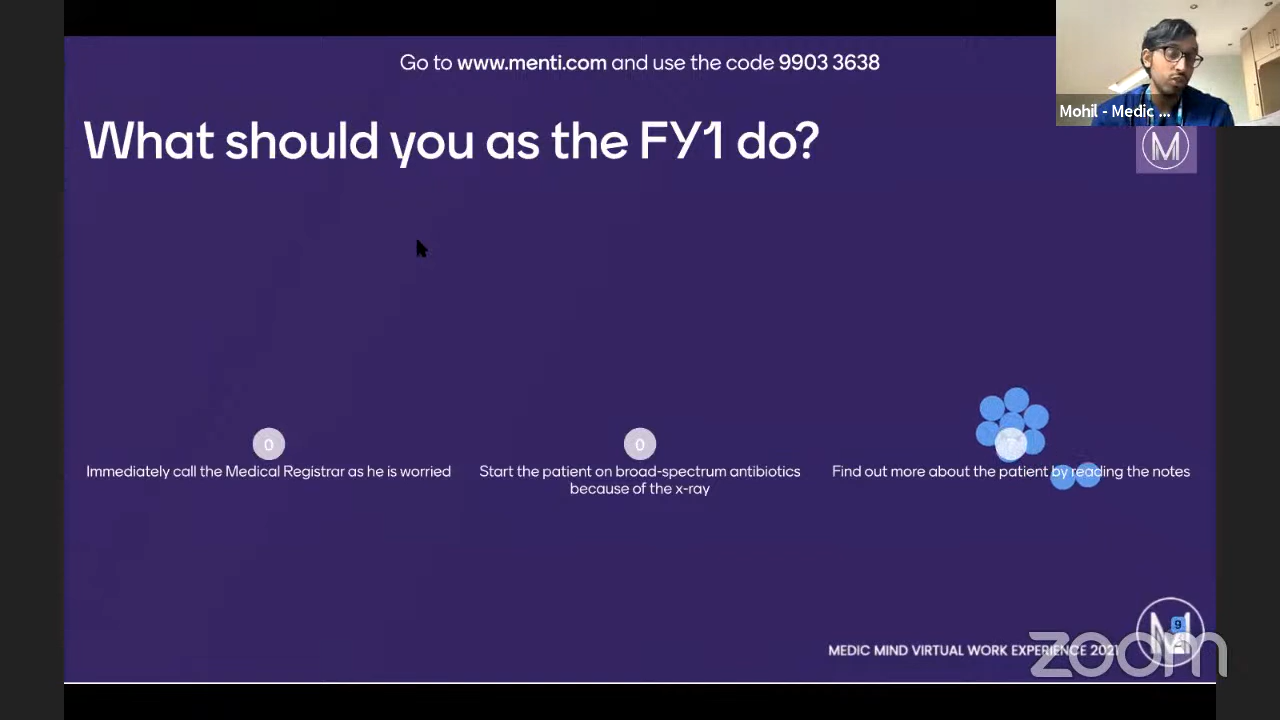 Go to www.menti.com and use the code 9903 3638
Mohil - Medic ...
What should you as the FY1 do?
M
0
0
Immediately call the Medical Registrar as he is worried
Start the patient on broad-spectrum antibiotics
because of the x-ray
Find out more about the patient by reading the notes
9
MEDIC MIND VIRTUAL WORK EXPERIENCE 2021
zoom